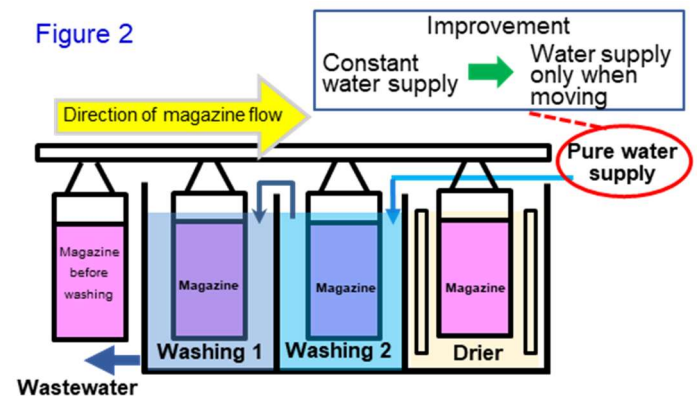 Figure 2
Improvement
Constant
water supply
Water supply
only when
moving
Direction of magazine flow
Pure water
supply
Magazine
before
washing
Magazine
Magazine
Magazine
Washing 1
Washing 2
Drier
Wastewater